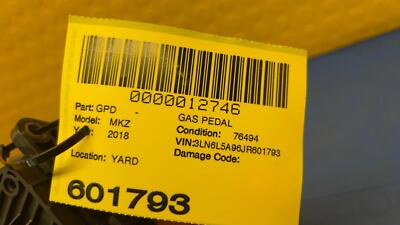 0000012746
Part: GPD - GAS PEDAL
Model: MKZ Condition: 76494
2018 VIN:3LN6L5A96JR601793
Damage Code:
Location: YARD
601793